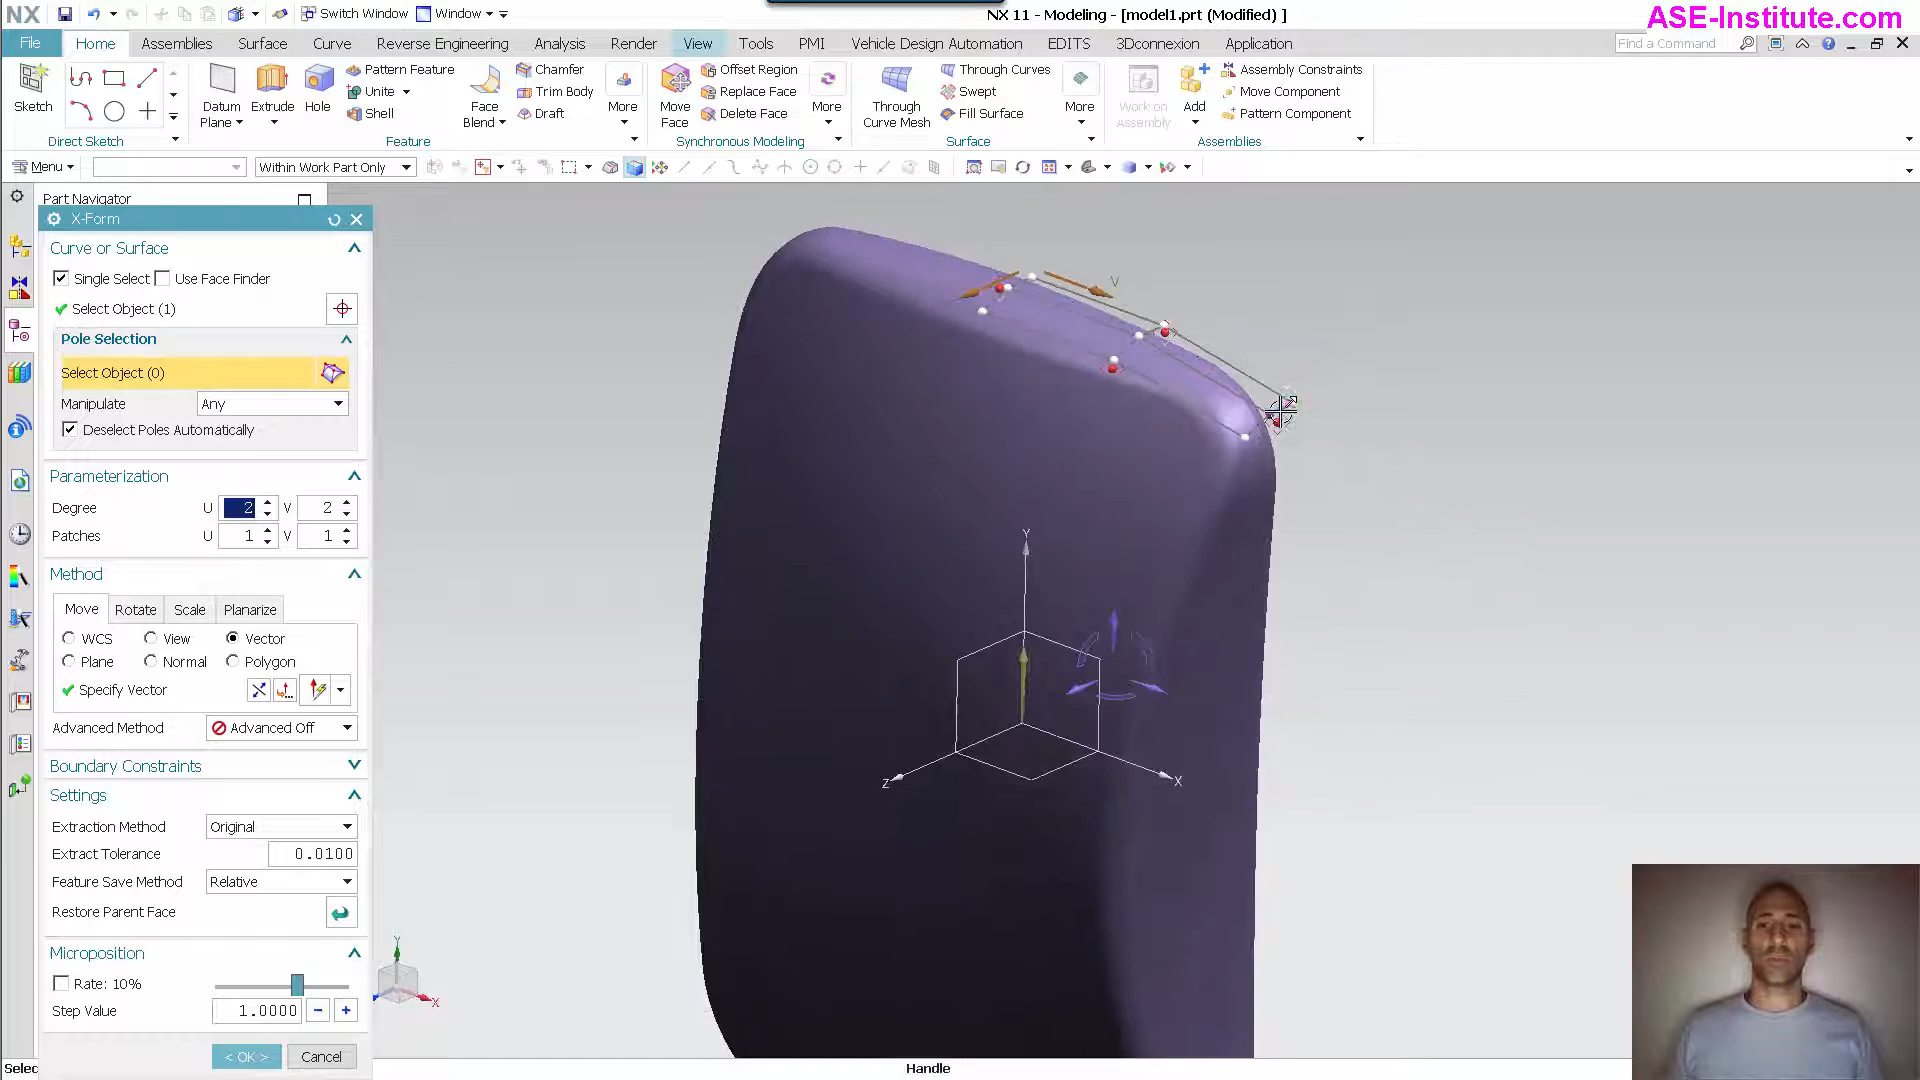 NX
Switch Window
Window
NX 11 - Modeling - [model1.prt (Modified) ]
ASE-Institute.com
File
Home
Assemblies
Surface
Curve
Reverse Engineering
Analysis
Render
View
Tools
PMI
Vehicle Design Automation
EDITS
3Dconnexion
Application
Find a Command
Sketch
Direct Sketch
Datum Plane
Extrude
Hole
Pattern Feature
Unite
Shell
Face Blend
Chamfer
Trim Body
Draft
More
Feature
Move Face
Offset Region
Replace Face
Delete Face
More
Synchronous Modeling
Through Curve Mesh
Through Curves
Swept
Fill Surface
More
Surface
Work on Assembly
Add
Assembly Constraints
Move Component
Pattern Component
Assemblies
Menu
Within Work Part Only
Part Navigator
X-Form
Curve or Surface
Single Select
Use Face Finder
Select Object (1)
Pole Selection
Select Object (0)
Manipulate
Any
Deselect Poles Automatically
Parameterization
Degree U 2 V 2
Patches U 1 V 1
Method
Move Rotate Scale Planarize
WCS View Vector
Plane Normal Polygon
Specify Vector
Advanced Method Advanced Off
Boundary Constraints
Settings
Extraction Method Original
Extract Tolerance 0.0100
Feature Save Method Relative
Restore Parent Face
Microposition
Rate: 10%
Step Value 1.0000
< OK > Cancel
V
Y
Z
X
Y
X
Selec
Handle